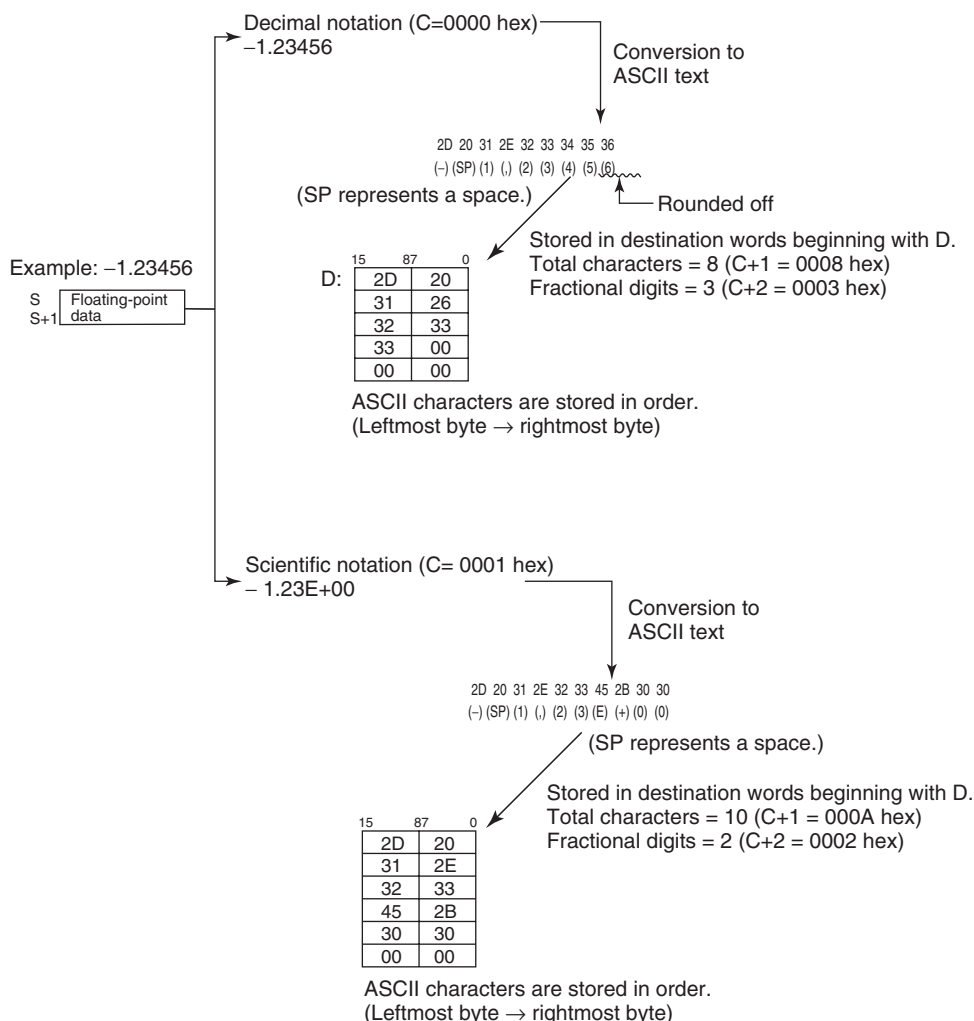 Decimal notation (C=0000 hex)
−1.23456
Conversion to
ASCII text
2D 20 31 2E 32 33 34 35 36
(−) (SP) (1) (,) (2) (3) (4) (5) (6)
(SP represents a space.)
Rounded off
Stored in destination words beginning with D.
Total characters = 8 (C+1 = 0008 hex)
Fractional digits = 3 (C+2 = 0003 hex)
Example: −1.23456
S
S+1
Floating-point
data
15 87 0
D:
2D 20
31 26
32 33
33 00
00 00
ASCII characters are stored in order.
(Leftmost byte → rightmost byte)
Scientific notation (C= 0001 hex)
− 1.23E+00
Conversion to
ASCII text
2D 20 31 2E 32 33 45 2B 30 30
(−) (SP) (1) (,) (2) (3) (E) (+) (0) (0)
(SP represents a space.)
Stored in destination words beginning with D.
Total characters = 10 (C+1 = 000A hex)
Fractional digits = 2 (C+2 = 0002 hex)
15 87 0
2D 20
31 2E
32 33
45 2B
30 30
00 00
ASCII characters are stored in order.
(Leftmost byte → rightmost byte)